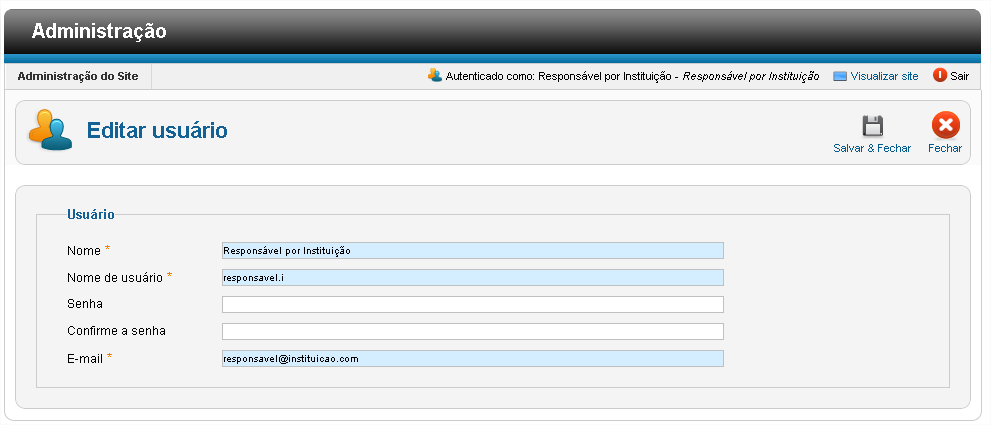 Administração
Administração do Site
Autenticado como: Responsável por Instituição - Responsável por Instituição
Visualizar site
Sair
Editar usuário
Salvar & Fechar
Fechar
Usuário
Nome *
Responsável por Instituição
Nome de usuário *
responsavel.i
Senha
Confirme a senha
E-mail *
responsavel@instituicao.com